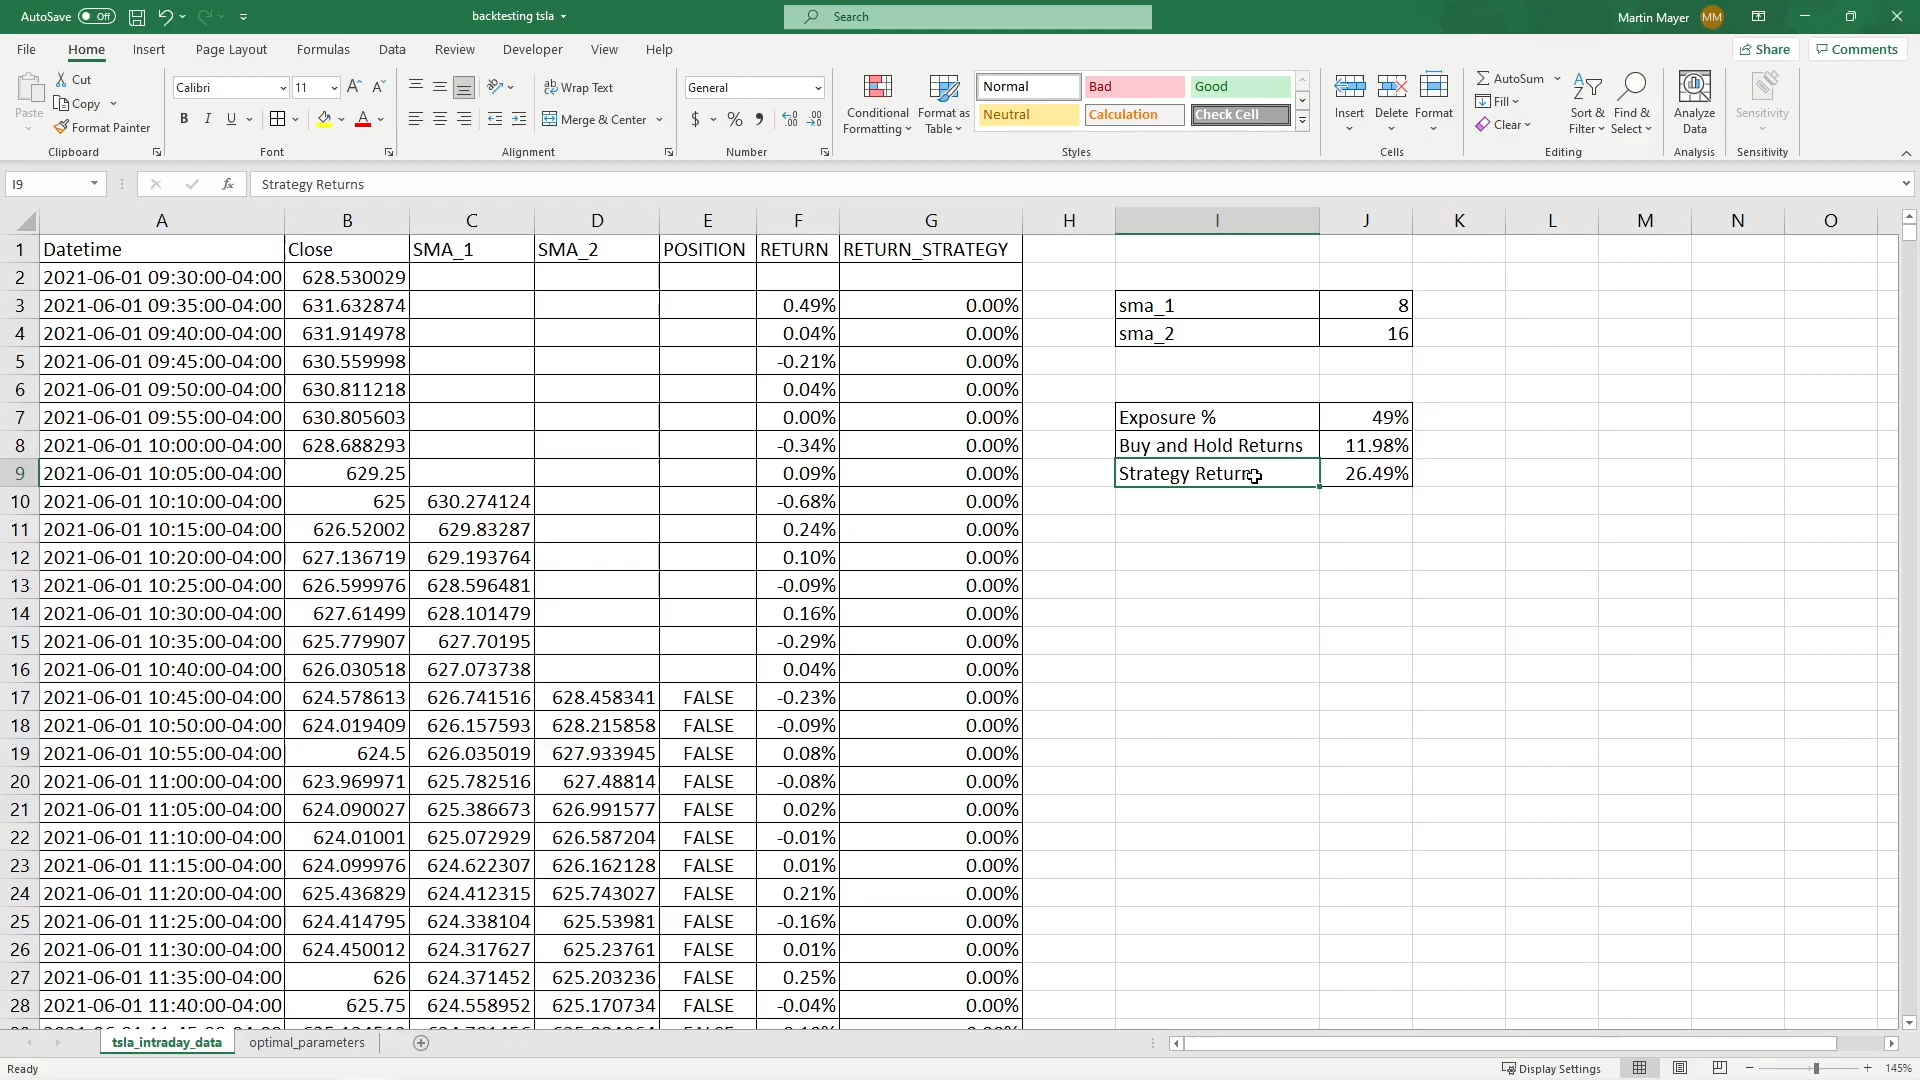 AutoSave Off backtesting tsla Search Martin Mayer MM
File Home Insert Page Layout Formulas Data Review Developer View Help Share Comments
Paste Cut Copy Format Painter Clipboard
Calibri 11 B I U A Font
Wrap Text Merge & Center Alignment
General $ % Number
Conditional Formatting Format as Table Normal Bad Good Neutral Calculation Check Cell Styles
Insert Delete Format Cells
AutoSum Fill Clear Sort & Filter Find & Select Editing
Analyze Data Analysis Sensitivity Sensitivity
I9 fx Strategy Returns
A B C D E F G H I J K L M N O
1 Datetime Close SMA_1 SMA_2 POSITION RETURN RETURN_STRATEGY
2 2021-06-01 09:30:00-04:00 628.530029
3 2021-06-01 09:35:00-04:00 631.632874 0.49% 0.00% sma_1 8
4 2021-06-01 09:40:00-04:00 631.914978 0.04% 0.00% sma_2 16
5 2021-06-01 09:45:00-04:00 630.559998 -0.21% 0.00%
6 2021-06-01 09:50:00-04:00 630.811218 0.04% 0.00%
7 2021-06-01 09:55:00-04:00 630.805603 0.00% 0.00% Exposure % 49%
8 2021-06-01 10:00:00-04:00 628.688293 -0.34% 0.00% Buy and Hold Returns 11.98%
9 2021-06-01 10:05:00-04:00 629.25 0.09% 0.00% Strategy Returns 26.49%
10 2021-06-01 10:10:00-04:00 625 630.274124 -0.68% 0.00%
11 2021-06-01 10:15:00-04:00 626.52002 629.83287 0.24% 0.00%
12 2021-06-01 10:20:00-04:00 627.136719 629.193764 0.10% 0.00%
13 2021-06-01 10:25:00-04:00 626.599976 628.596481 -0.09% 0.00%
14 2021-06-01 10:30:00-04:00 627.61499 628.101479 0.16% 0.00%
15 2021-06-01 10:35:00-04:00 625.779907 627.70195 -0.29% 0.00%
16 2021-06-01 10:40:00-04:00 626.030518 627.073738 0.04% 0.00%
17 2021-06-01 10:45:00-04:00 624.578613 626.741516 628.458341 FALSE -0.23% 0.00%
18 2021-06-01 10:50:00-04:00 624.019409 626.157593 628.215858 FALSE -0.09% 0.00%
19 2021-06-01 10:55:00-04:00 624.5 626.035019 627.933945 FALSE 0.08% 0.00%
20 2021-06-01 11:00:00-04:00 623.969971 625.782516 627.48814 FALSE -0.08% 0.00%
21 2021-06-01 11:05:00-04:00 624.090027 625.386673 626.991577 FALSE 0.02% 0.00%
22 2021-06-01 11:10:00-04:00 624.01001 625.072929 626.587204 FALSE -0.01% 0.00%
23 2021-06-01 11:15:00-04:00 624.099976 624.622307 626.162128 FALSE 0.01% 0.00%
24 2021-06-01 11:20:00-04:00 625.436829 624.412315 625.743027 FALSE 0.21% 0.00%
25 2021-06-01 11:25:00-04:00 624.414795 624.338104 625.53981 FALSE -0.16% 0.00%
26 2021-06-01 11:30:00-04:00 624.450012 624.317627 625.23761 FALSE 0.01% 0.00%
27 2021-06-01 11:35:00-04:00 626 624.371452 625.203236 FALSE 0.25% 0.00%
28 2021-06-01 11:40:00-04:00 625.75 624.558952 625.170734 FALSE -0.04% 0.00%
tsla_intraday_data optimal_parameters
Ready Display Settings 145%